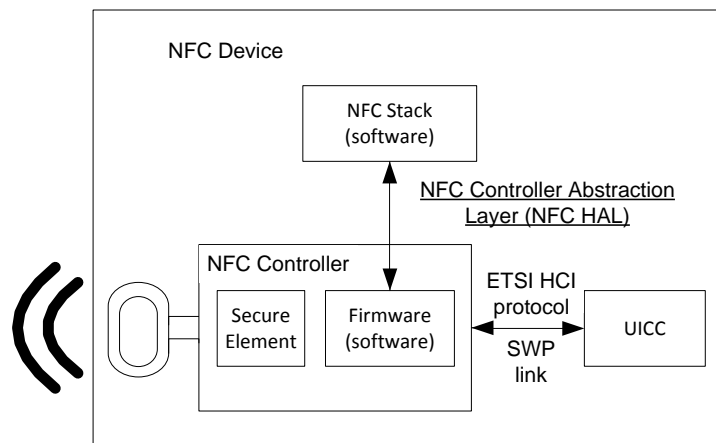 NFC Device
NFC Stack
(software)
NFC Controller Abstraction
Layer (NFC HAL)
NFC Controller
Secure
Element
Firmware
(software)
ETSI HCI
protocol
SWP
link
UICC